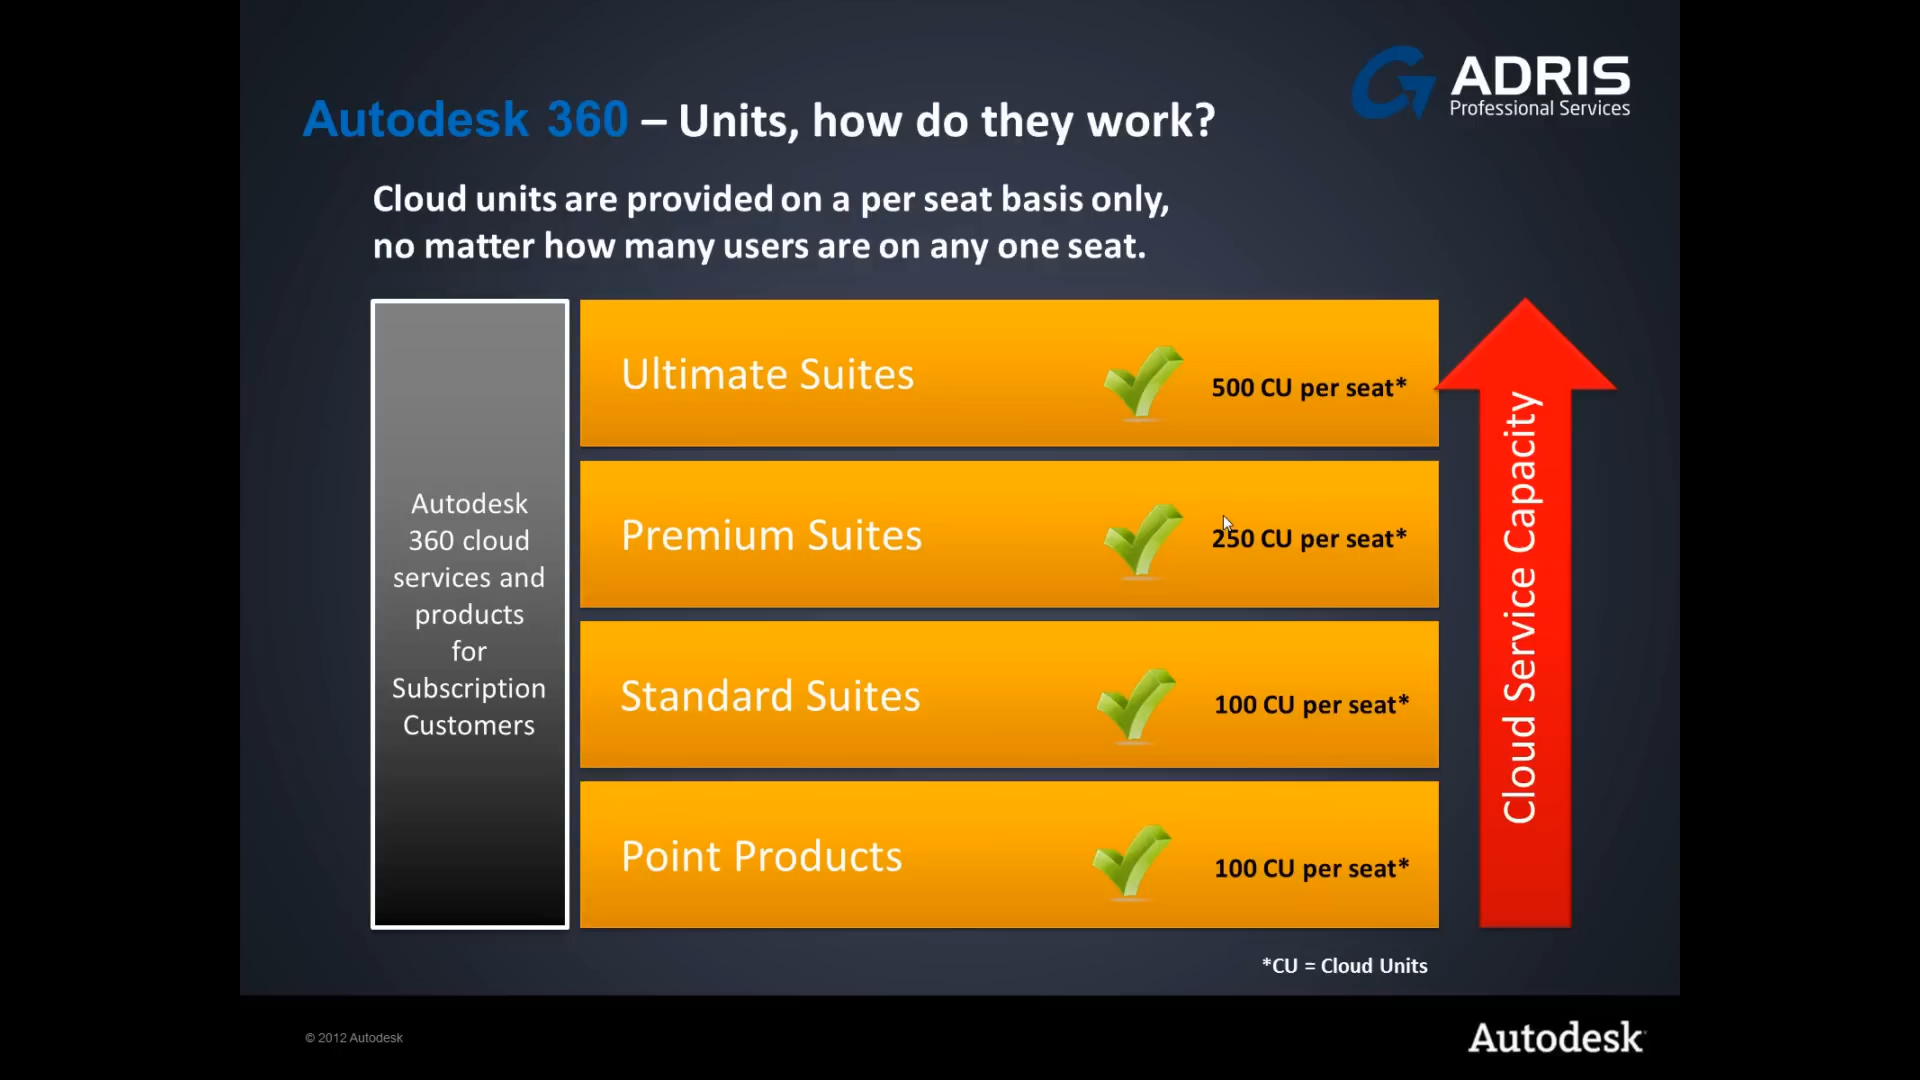 ADRIS
Professional Services
Autodesk 360 – Units, how do they work?
Cloud units are provided on a per seat basis only,
no matter how many users are on any one seat.
Autodesk
360 cloud
services and
products
for
Subscription
Customers
Ultimate Suites
500 CU per seat*
Premium Suites
250 CU per seat*
Standard Suites
100 CU per seat*
Point Products
100 CU per seat*
Cloud Service Capacity
*CU = Cloud Units
© 2012 Autodesk
Autodesk